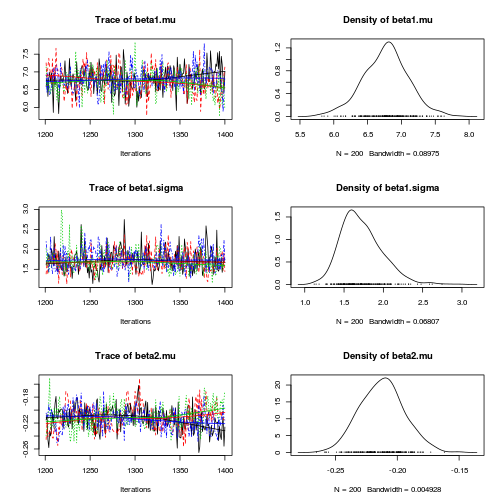 Trace of beta1.mu
7.5
7.0
6.5
6.0
1200 1250 1300 1350 1400
Iterations
Density of beta1.mu
1.2
0.8
0.4
0.0
5.5 6.0 6.5 7.0 7.5 8.0
N = 200 Bandwidth = 0.08975
Trace of beta1.sigma
3.0
2.5
2.0
1.5
1200 1250 1300 1350 1400
Iterations
Density of beta1.sigma
1.5
1.0
0.5
0.0
1.0 1.5 2.0 2.5 3.0
N = 200 Bandwidth = 0.06807
Trace of beta2.mu
-0.18
-0.22
-0.26
1200 1250 1300 1350 1400
Iterations
Density of beta2.mu
20
15
10
5
0
-0.25 -0.20 -0.15
N = 200 Bandwidth = 0.004928